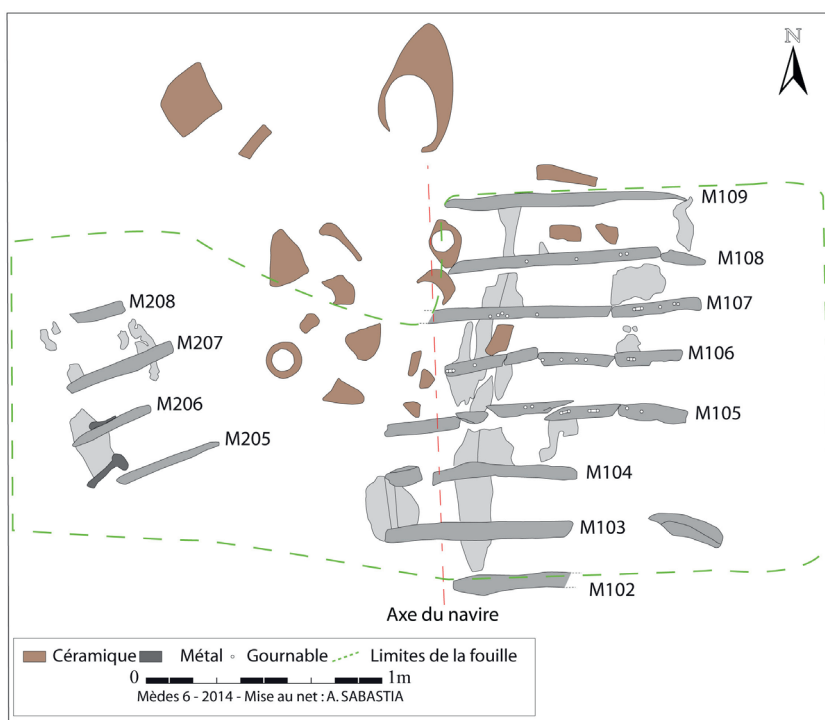 N
M109
M108
M208
M107
M207
M106
M206
M105
M205
M104
M103
M102
Axe du navire
Céramique Métal Gournable Limites de la fouille
0 1m
Mèdes 6 - 2014 - Mise au net : A. SABASTIA